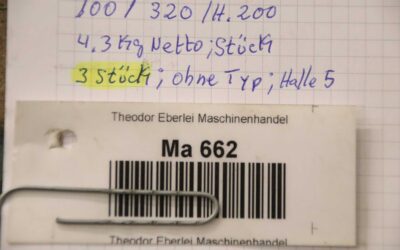 100 / 320 / H.200
4.3 Kg Netto; Stück
3 Stück; ohne Typ; Halle 5
Theodor Eberlei Maschinenhandel
Ma 662
Theodor Eberlei Maschinenhandel